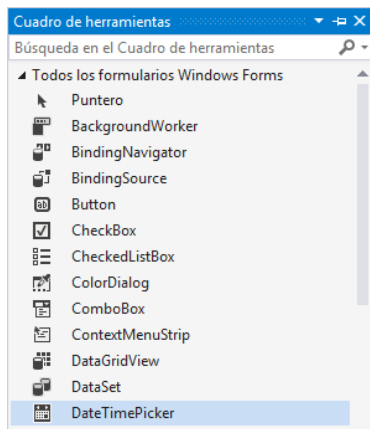 Cuadro de herramientas
Búsqueda en el Cuadro de herramientas
Todos los formularios Windows Forms
Puntero
BackgroundWorker
BindingNavigator
BindingSource
Button
CheckBox
CheckedListBox
ColorDialog
ComboBox
ContextMenuStrip
DataGridView
DataSet
DateTimePicker